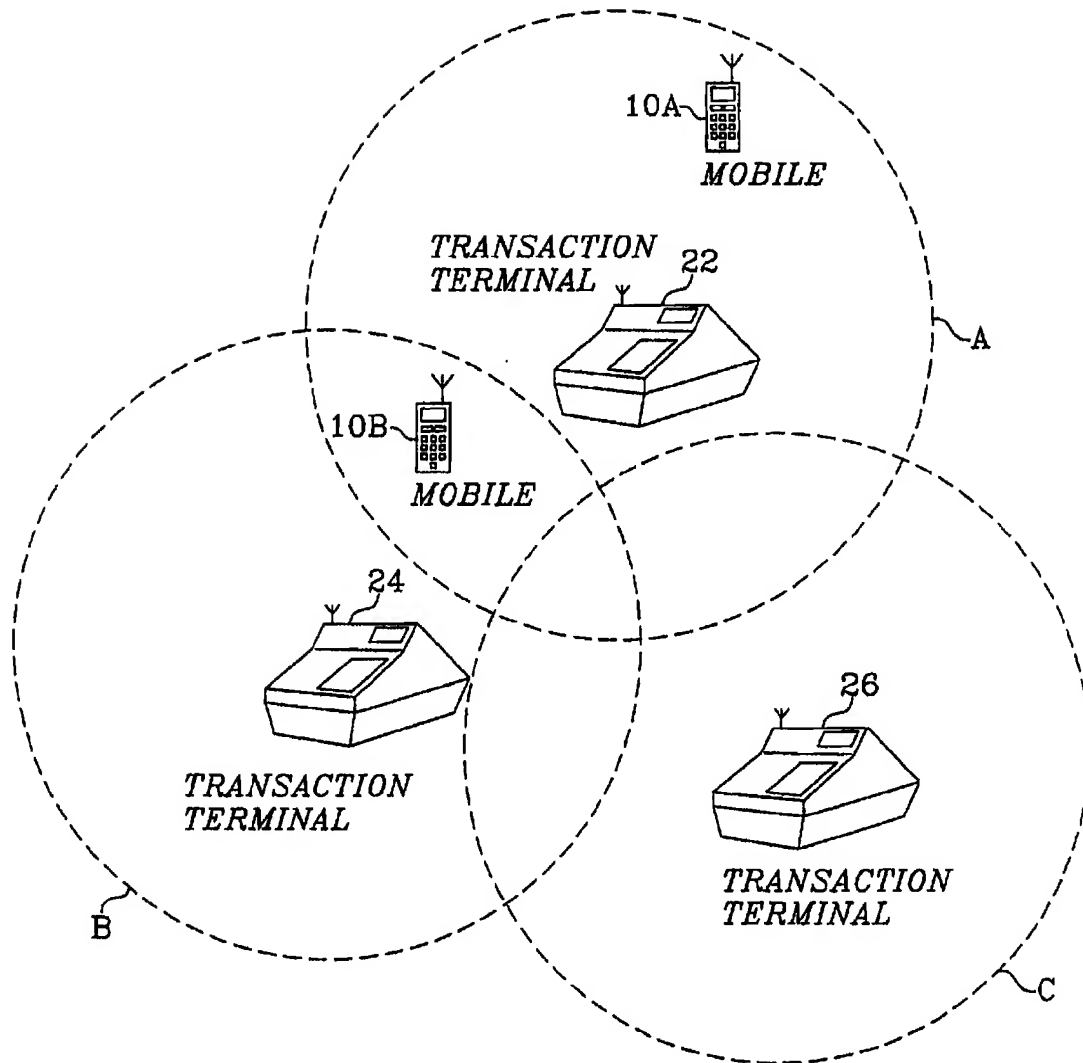 10A
MOBILE
TRANSACTION
TERMINAL
22
A
10B
MOBILE
24
TRANSACTION
TERMINAL
B
26
TRANSACTION
TERMINAL
C